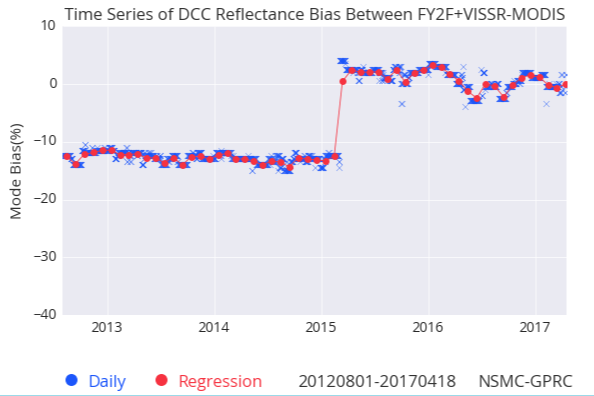 Time Series of DCC Reflectance Bias Between FY2F+VISSR-MODIS
Mode Bias(%)
10
0
−10
−20
−30
−40
2013 2014 2015 2016 2017
Daily Regression 20120801-20170418 NSMC-GPRC